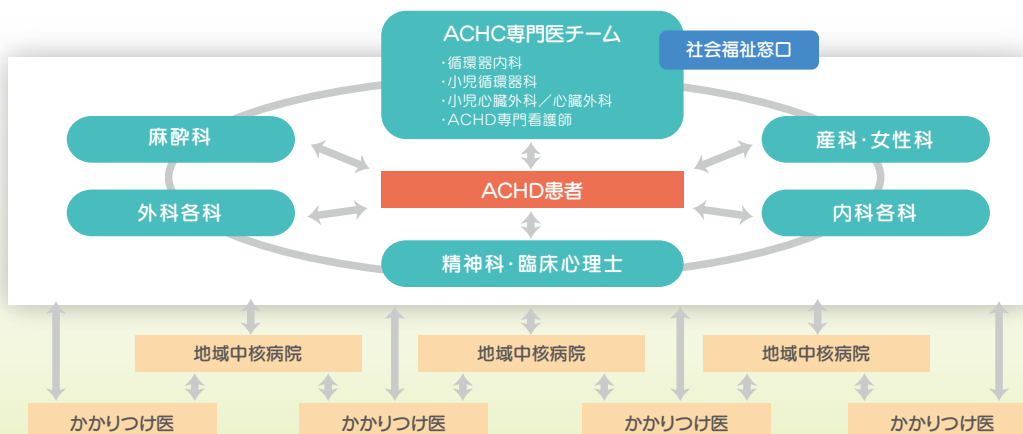 ACHC専門医チーム
・循環器内科
・小児循環器科
・小児心臓外科／心臓外科
・ACHD専門看護師
社会福祉窓口
麻酔科
産科・女性科
ACHD患者
外科各科
内科各科
精神科・臨床心理士
地域中核病院
地域中核病院
地域中核病院
かかりつけ医
かかりつけ医
かかりつけ医
かかりつけ医